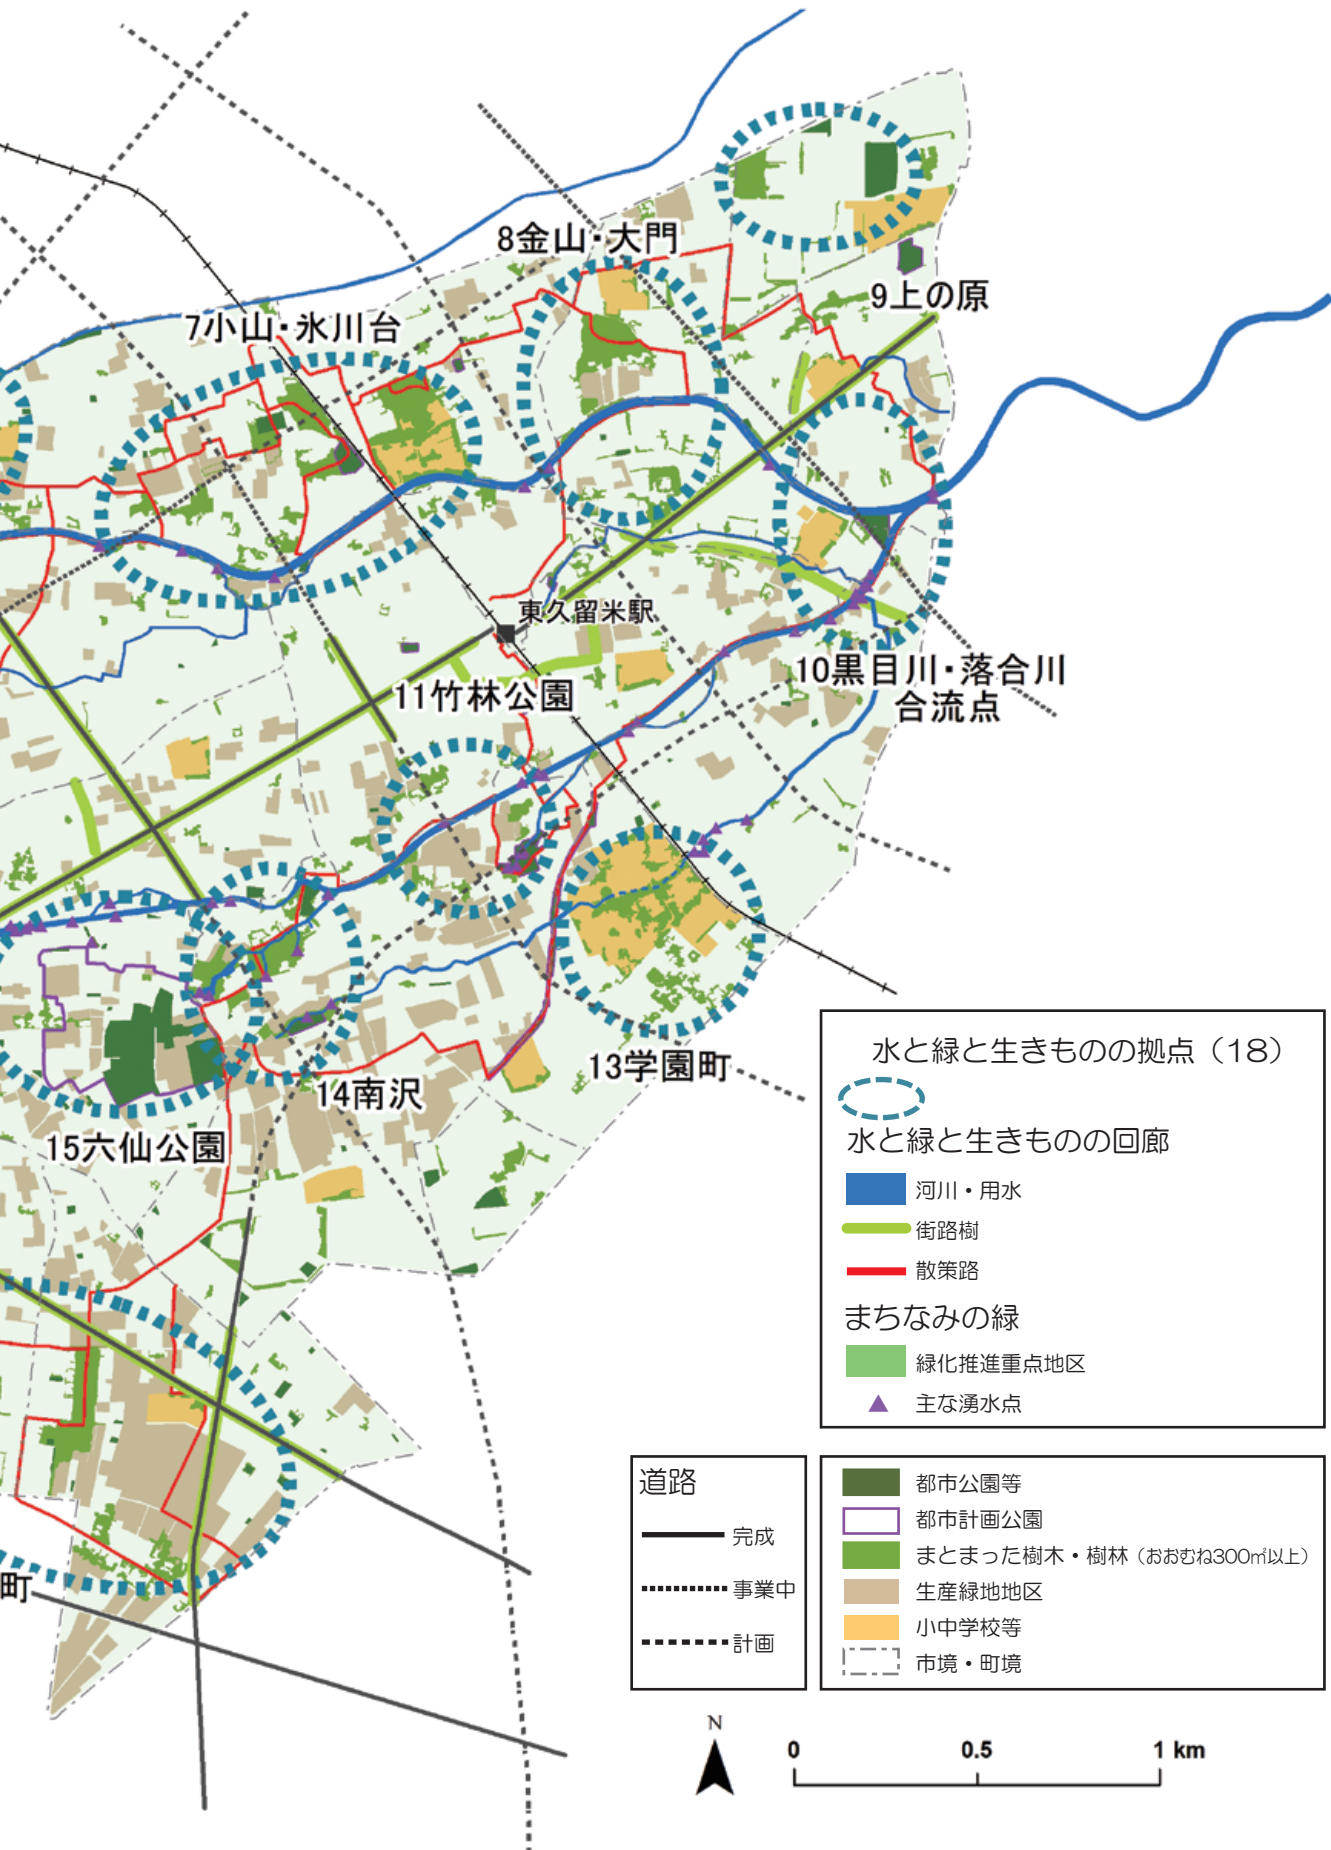 8金山・大門
9上の原
7小山・氷川台
東久留米駅
10黒目川・落合川
合流点
11竹林公園
13学園町
14南沢
15六仙公園
町
水と緑と生きものの拠点（18）
水と緑と生きものの回廊
河川・用水
街路樹
散策路
まちなみの緑
緑化推進重点地区
主な湧水点
道路
完成
事業中
計画
都市公園等
都市計画公園
まとまった樹木・樹林（おおむね300㎡以上）
生産緑地地区
小中学校等
市境・町境
N
0 0.5 1 km